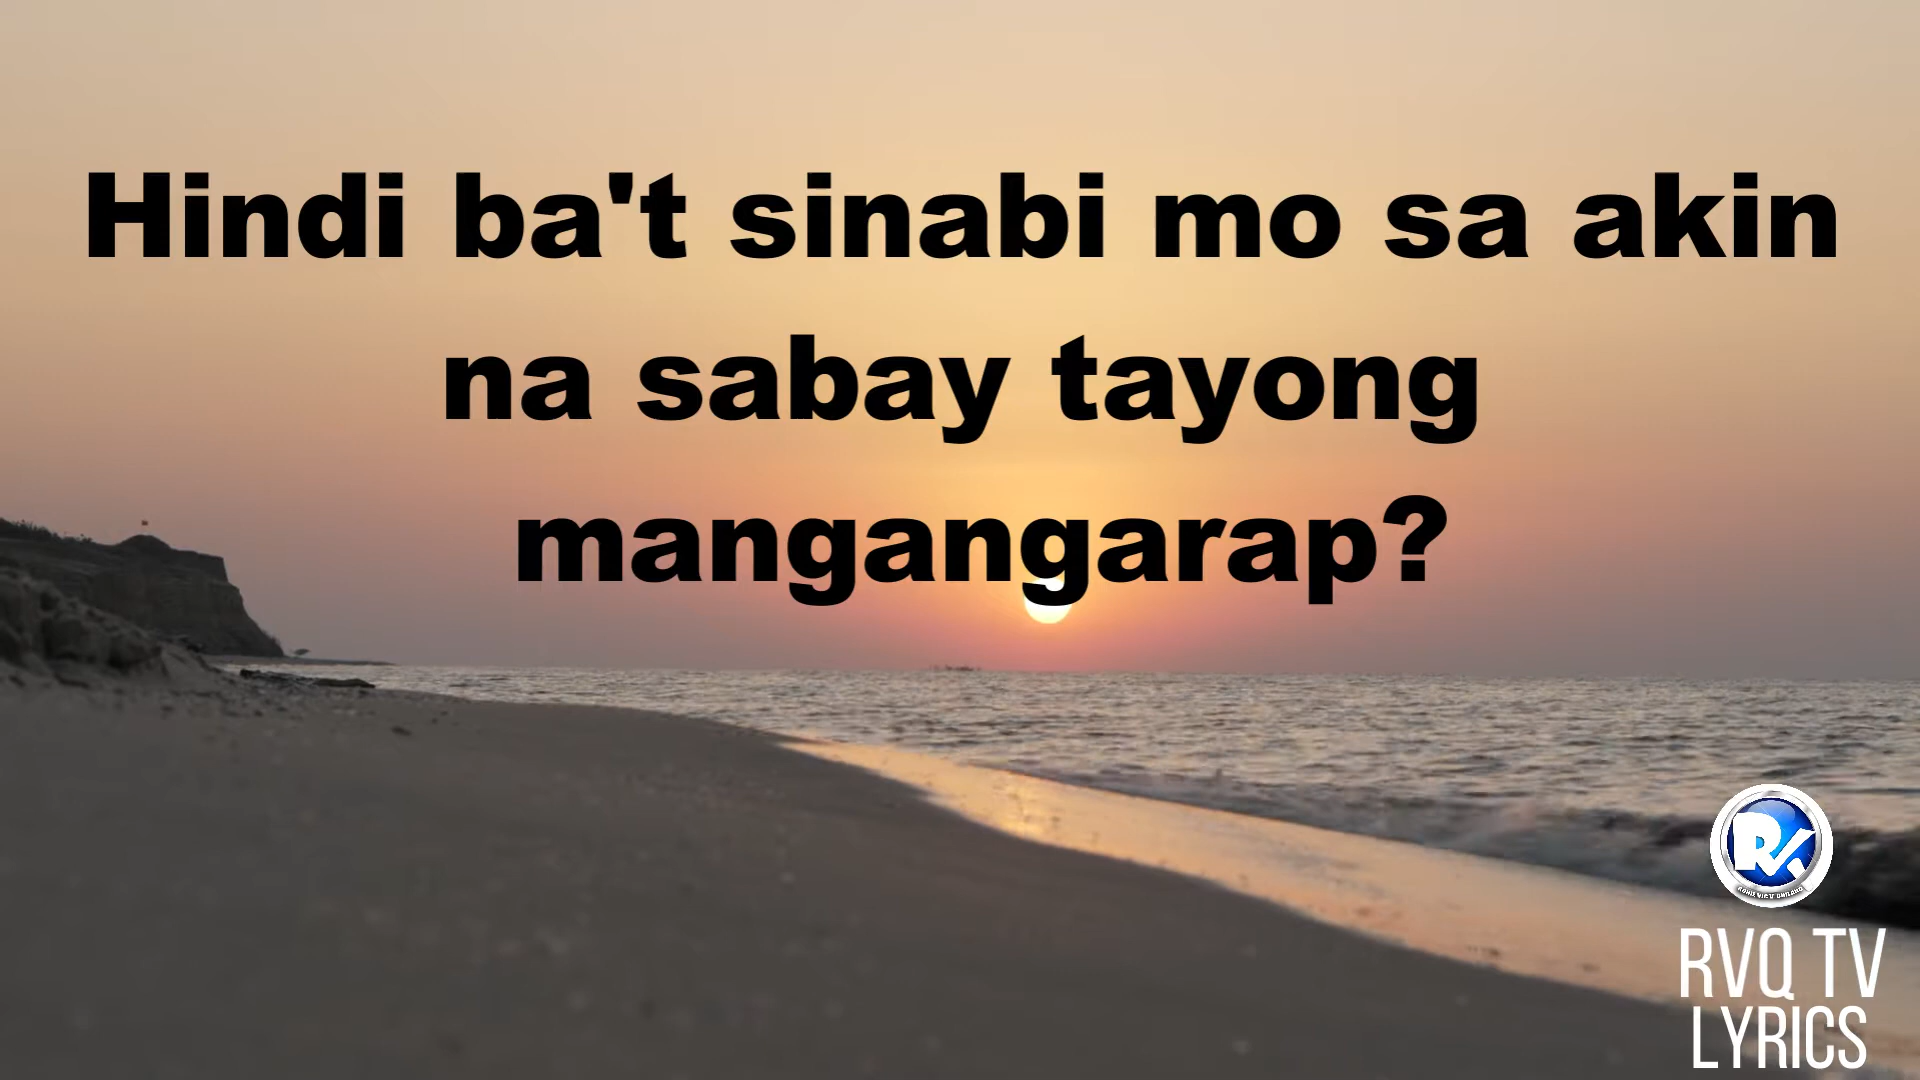 Hindi ba't sinabi mo sa akin
na sabay tayong
mangangarap?
RVQ TV
LYRICS